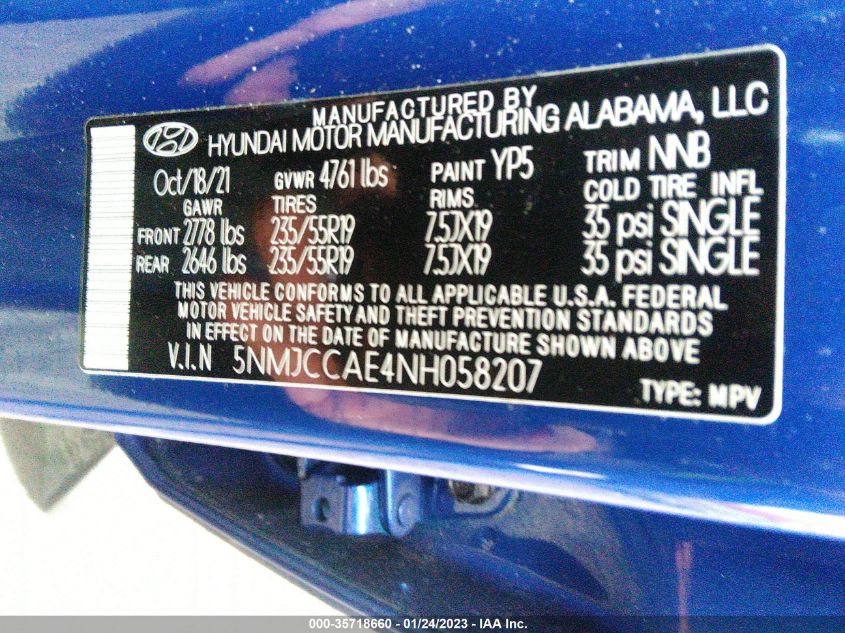 MANUFACTURED BY
HYUNDAI MOTOR MANUFACTURING ALABAMA, LLC
Oct/18/21 GVWR 4761 lbs PAINT YP5 TRIM NNB
GAWR TIRES RIMS COLD TIRE INFL
FRONT 2778 lbs 235/55R19 7.5JX19 35 psi SINGLE
REAR 2646 lbs 235/55R19 7.5JX19 35 psi SINGLE
THIS VEHICLE CONFORMS TO ALL APPLICABLE U.S.A. FEDERAL
MOTOR VEHICLE SAFETY AND THEFT PREVENTION STANDARDS
IN EFFECT ON THE DATE OF MANUFACTURE SHOWN ABOVE
V.I.N 5NMJCCAE4NH058207
TYPE: MPV
000-35718660 - 01/24/2023 - IAA Inc.